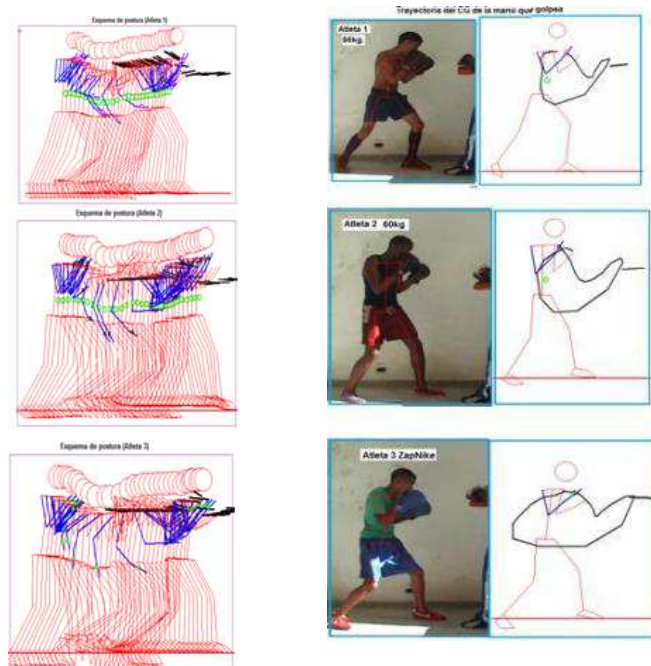 Esquema de postura (Atleta 1)
Trayectoria del CG de la mano que golpea
Atleta 1
66kg
Esquema de postura (Atleta 2)
Atleta 2 60kg
Esquema de postura (Atleta 3)
Atleta 3 ZapNike